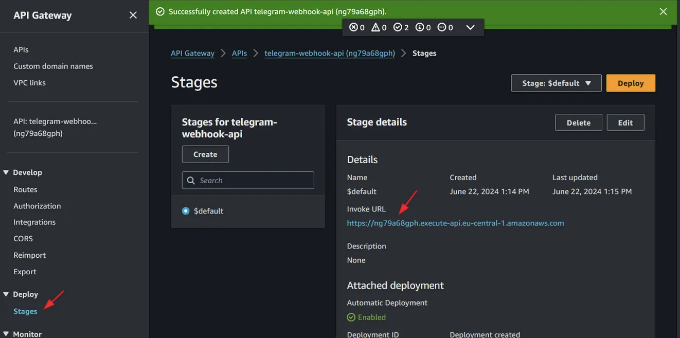 API Gateway
APIs
Custom domain names
VPC links
API: telegram-webhoo...
(ng79a68gph)
Develop
Routes
Authorization
Integrations
CORS
Reimport
Export
Deploy
Stages
Monitor
Successfully created API telegram-webhook-api (ng79a68gph).
0 0 2 0 0
API Gateway > APIs > telegram-webhook-api (ng79a68gph) > Stages
Stages
Stage: $default
Deploy
Stages for telegram-
webhook-api
Create
Search
$default
Stage details
Delete
Edit
Details
Name
Created
Last updated
$default
June 22, 2024 1:14 PM
June 22, 2024 1:15 PM
Invoke URL
https://ng79a68gph.execute-api.eu-central-1.amazonaws.com
Description
None
Attached deployment
Automatic Deployment
Enabled
Deployment ID
Deployment created